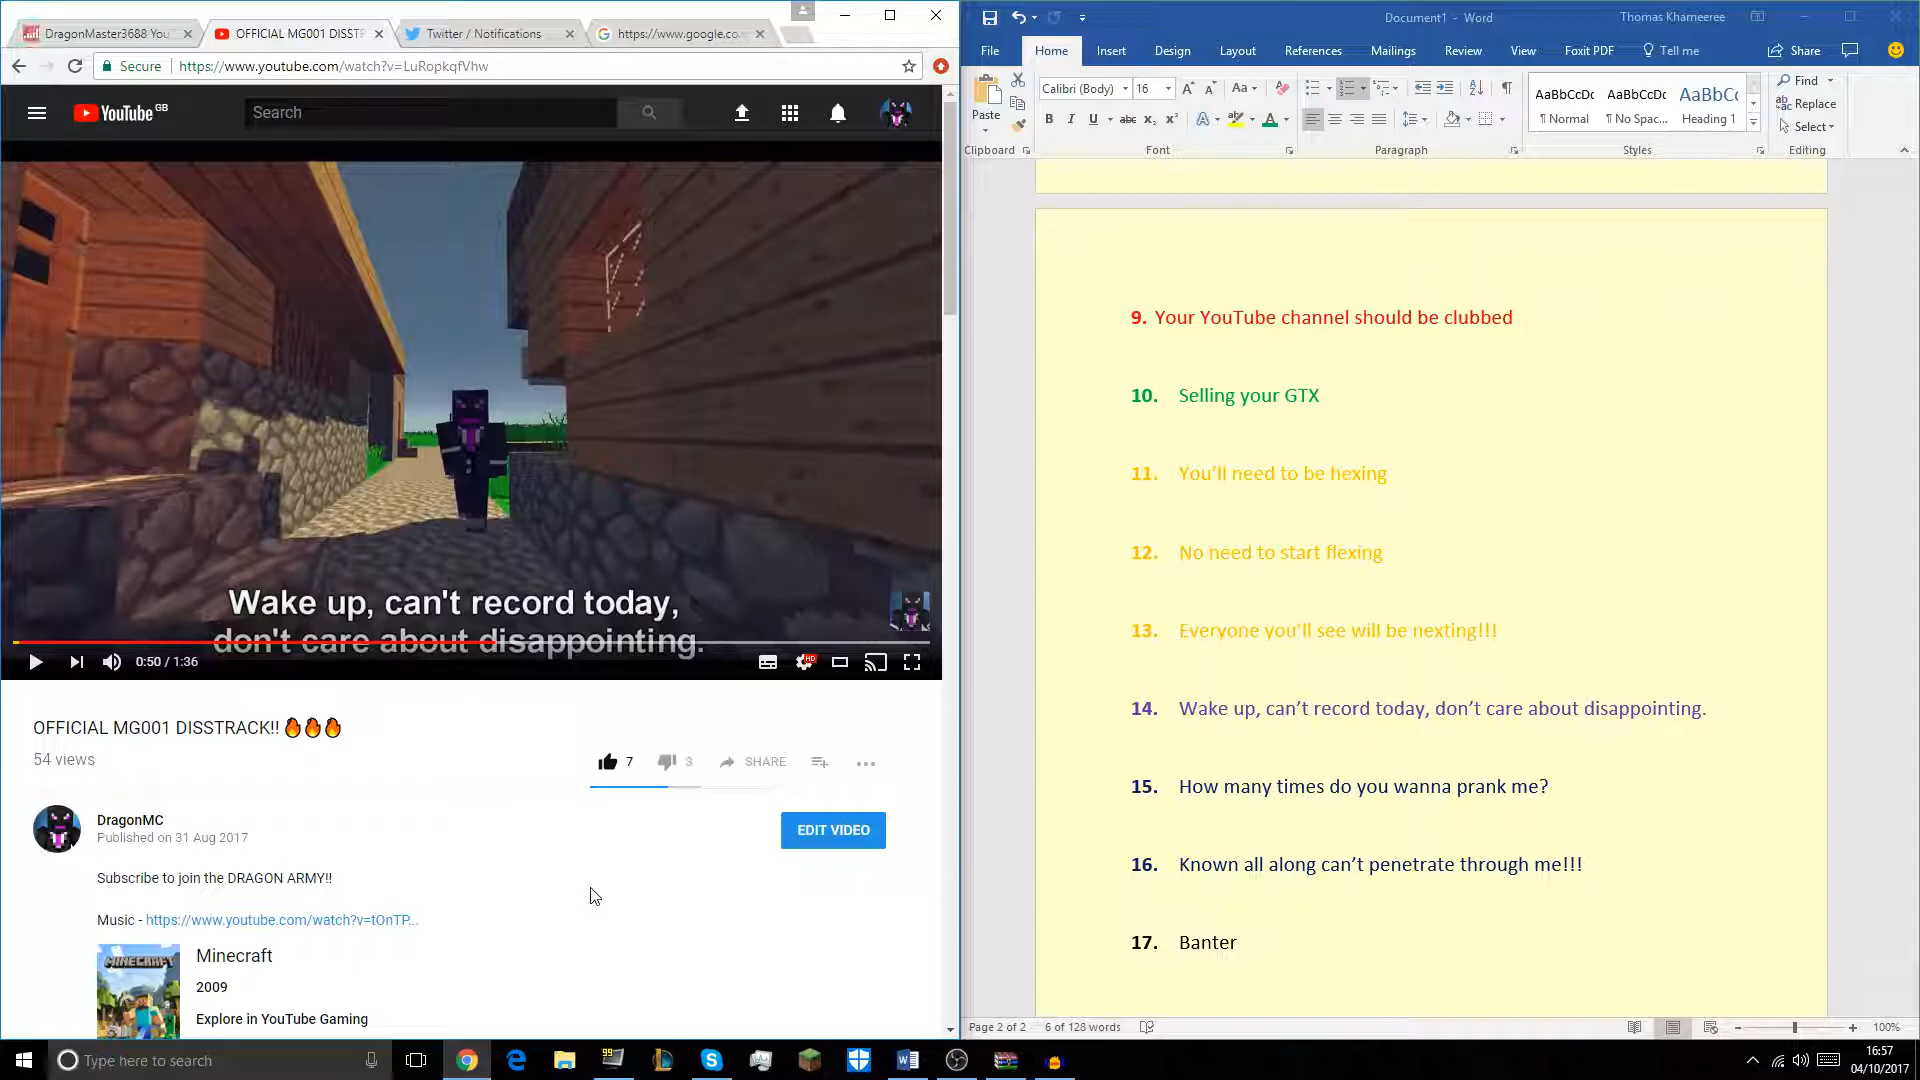 DragonMaster3688 You
OFFICIAL MG001 DISSTR
Twitter / Notifications
https://www.google.co.
Secure
https://www.youtube.com/watch?v=LuRopkqfVhw
YouTube GB
Search
Wake up, can't record today,
don't care about disappointing.
0:50 / 1:36
HD
OFFICIAL MG001 DISSTRACK!! 🔥🔥🔥
54 views
7
3
SHARE
DragonMC
Published on 31 Aug 2017
EDIT VIDEO
Subscribe to join the DRAGON ARMY!!
Music - https://www.youtube.com/watch?v=tOnTP...
MINECRAFT
Minecraft
2009
Explore in YouTube Gaming
Document1 - Word
Thomas Khameeree
File
Home
Insert
Design
Layout
References
Mailings
Review
View
Foxit PDF
Tell me
Share
Paste
Clipboard
Calibri (Body)
16
Aa
B I U abc x₂ x²
Font
Paragraph
AaBbCcDc
¶ Normal
AaBbCcDc
¶ No Spac...
AaBbC
Heading 1
Styles
Find
Replace
Select
Editing
9. Your YouTube channel should be clubbed
10. Selling your GTX
11. You’ll need to be hexing
12. No need to start flexing
13. Everyone you’ll see will be nexting!!!
14. Wake up, can’t record today, don’t care about disappointing.
15. How many times do you wanna prank me?
16. Known all along can’t penetrate through me!!!
17. Banter
Page 2 of 2
6 of 128 words
100%
Type here to search
99
16:57
04/10/2017